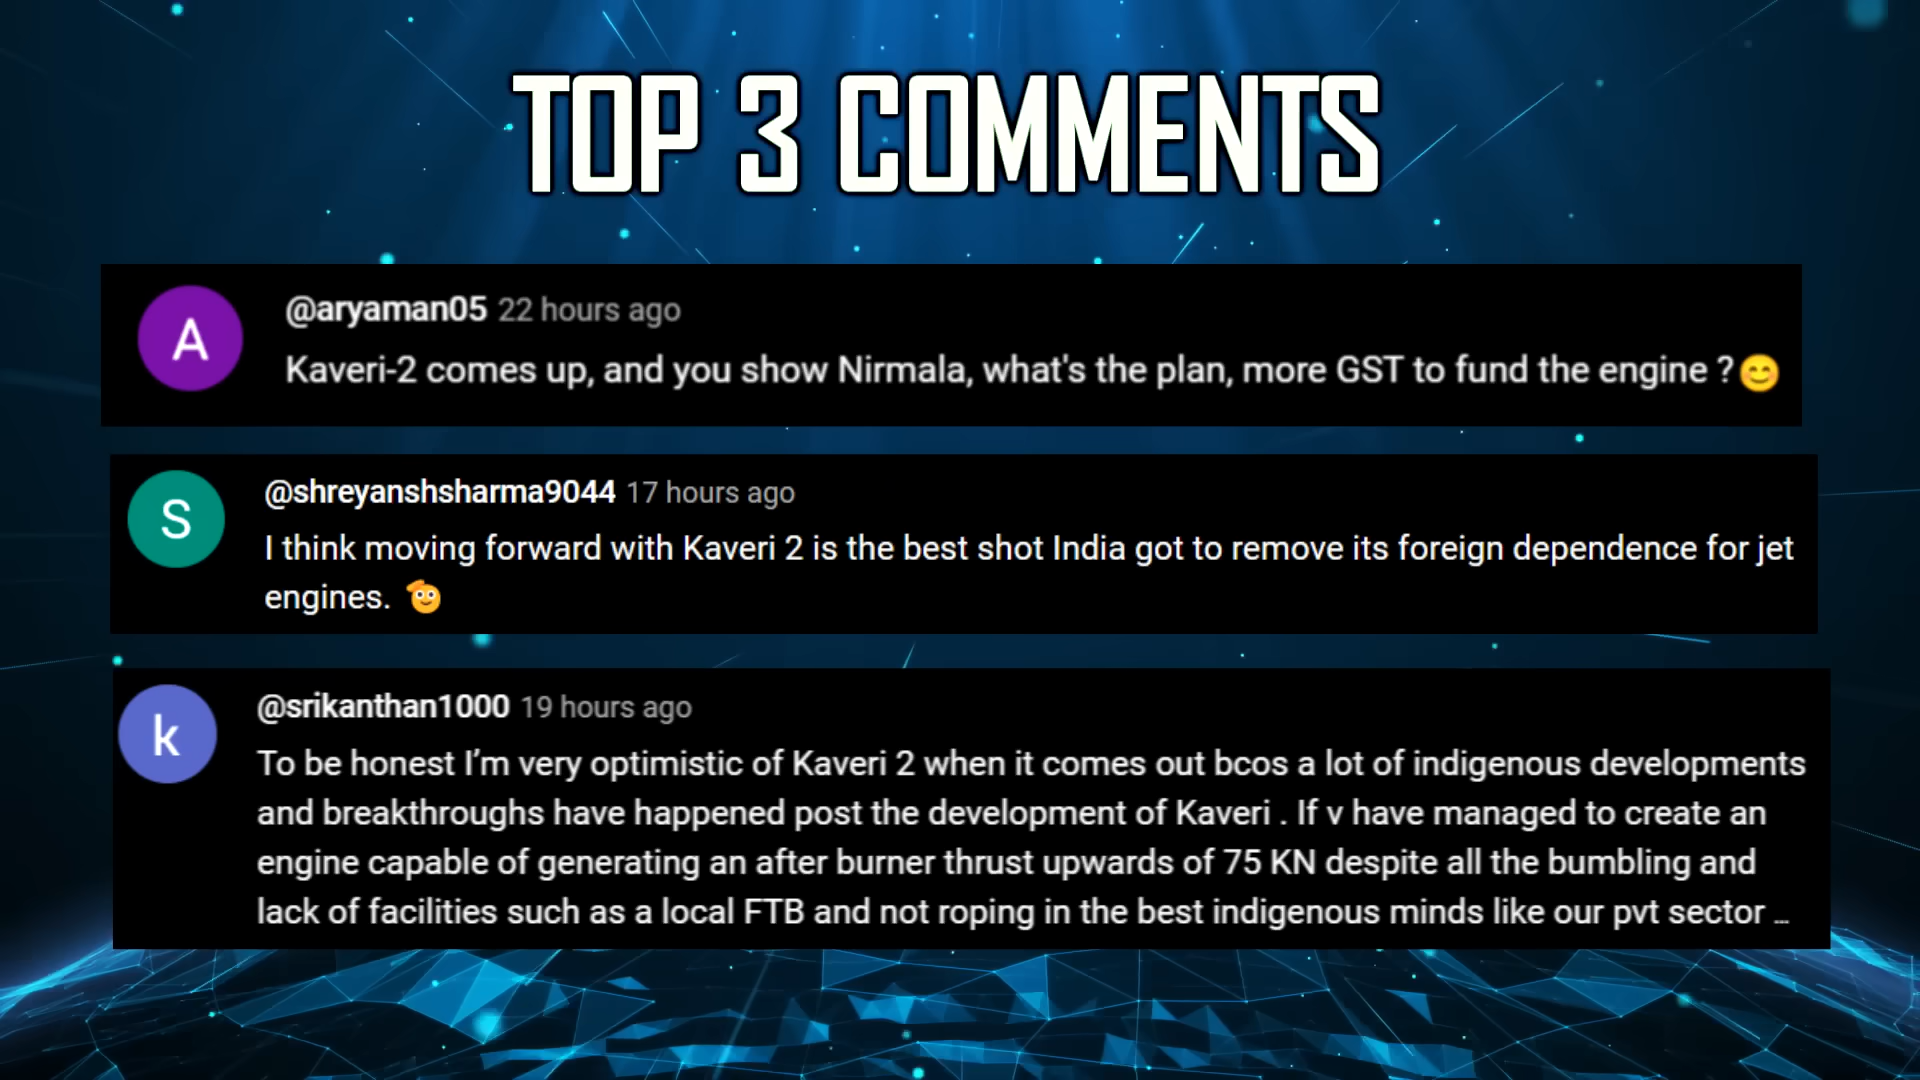 TOP 3 COMMENTS
A
@aryaman05 22 hours ago
Kaveri-2 comes up, and you show Nirmala, what's the plan, more GST to fund the engine ?😊
S
@shreyanshsharma9044 17 hours ago
I think moving forward with Kaveri 2 is the best shot India got to remove its foreign dependence for jet
engines. 🫡
k
@srikanthan1000 19 hours ago
To be honest I’m very optimistic of Kaveri 2 when it comes out bcos a lot of indigenous developments
and breakthroughs have happened post the development of Kaveri . If v have managed to create an
engine capable of generating an after burner thrust upwards of 75 KN despite all the bumbling and
lack of facilities such as a local FTB and not roping in the best indigenous minds like our pvt sector ...